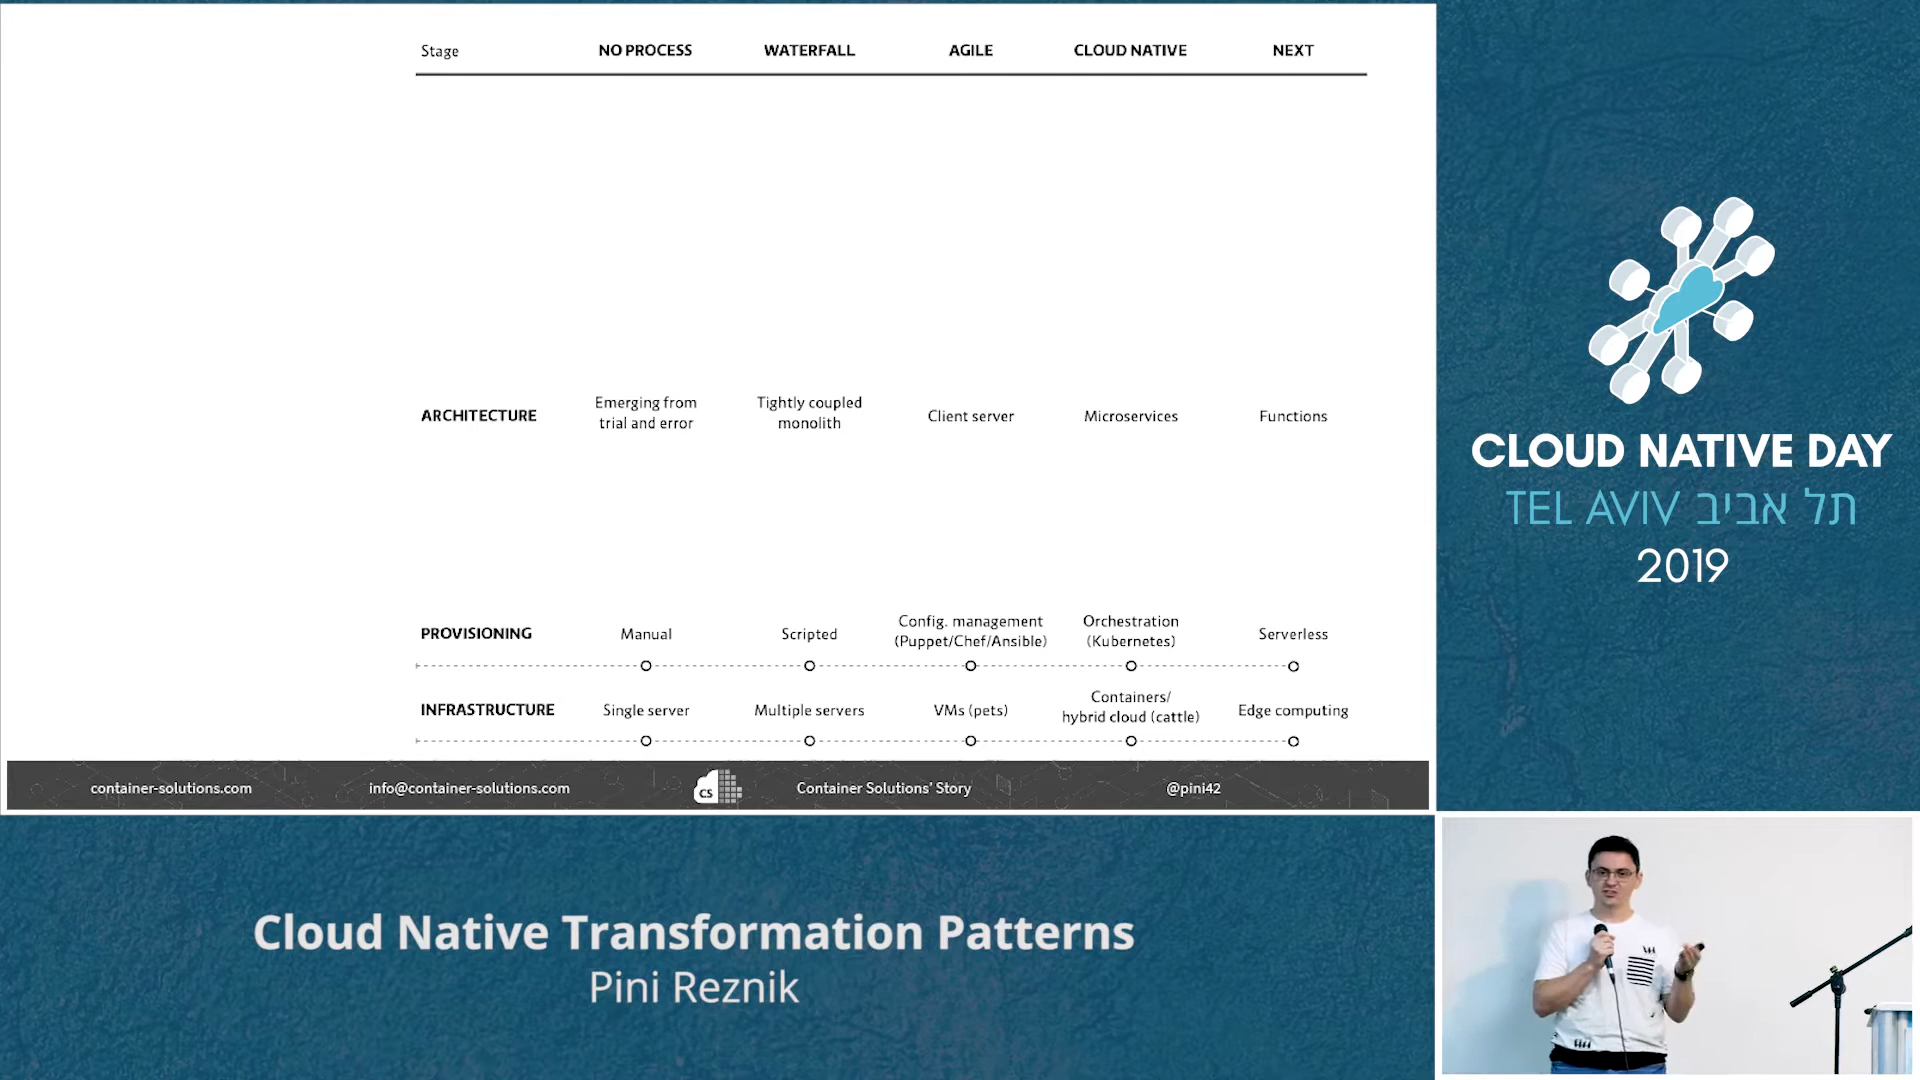 Stage NO PROCESS WATERFALL AGILE CLOUD NATIVE NEXT
ARCHITECTURE Emerging from trial and error Tightly coupled monolith Client server Microservices Functions
PROVISIONING Manual Scripted Config. management (Puppet/Chef/Ansible) Orchestration (Kubernetes) Serverless
INFRASTRUCTURE Single server Multiple servers VMs (pets) Containers/ hybrid cloud (cattle) Edge computing
container-solutions.com info@container-solutions.com CS Container Solutions' Story @pini42
CLOUD NATIVE DAY
TEL AVIV תל אביב
2019
Cloud Native Transformation Patterns
Pini Reznik